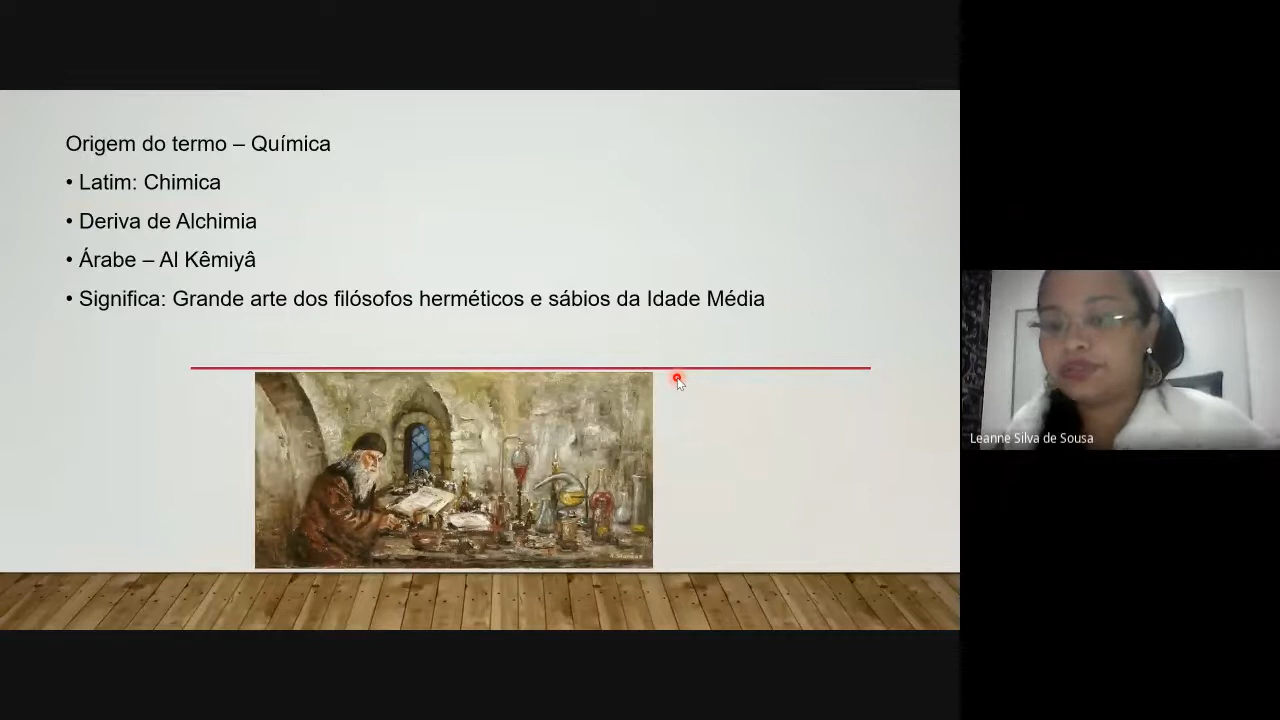 Origem do termo – Química
• Latim: Chimica
• Deriva de Alchimia
• Árabe – Al Kêmiyâ
• Significa: Grande arte dos filósofos herméticos e sábios da Idade Média
Leanne Silva de Sousa